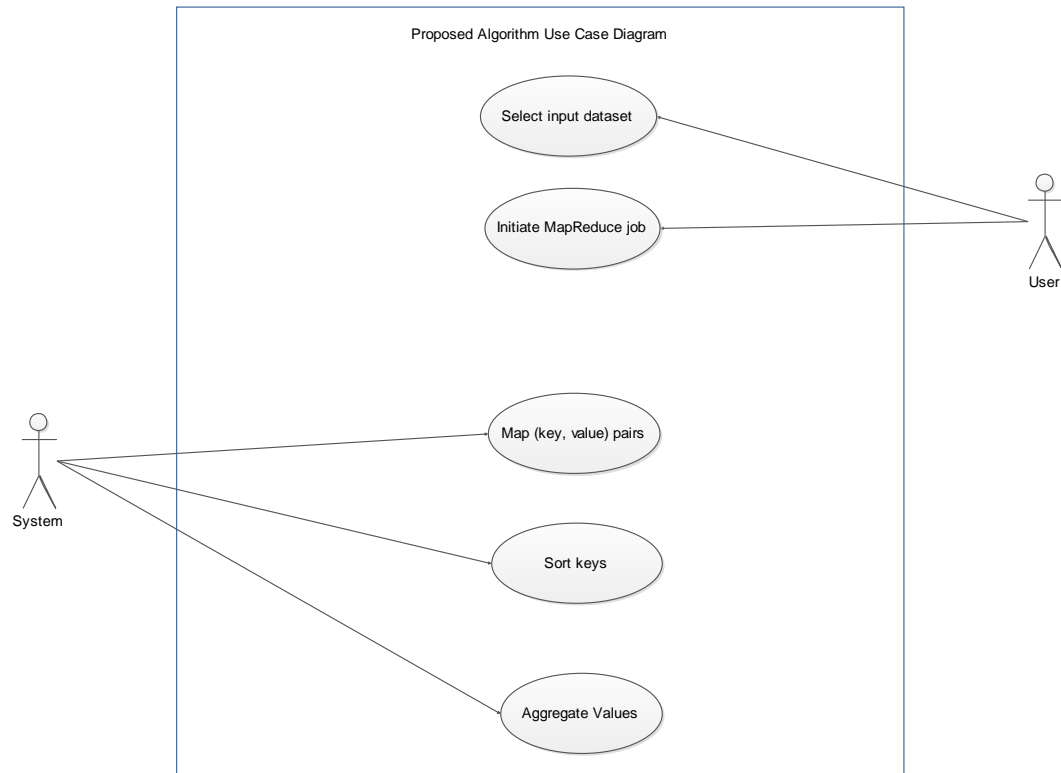 Proposed Algorithm Use Case Diagram
Select input dataset
Initiate MapReduce job
User
Map (key, value) pairs
System
Sort keys
Aggregate Values